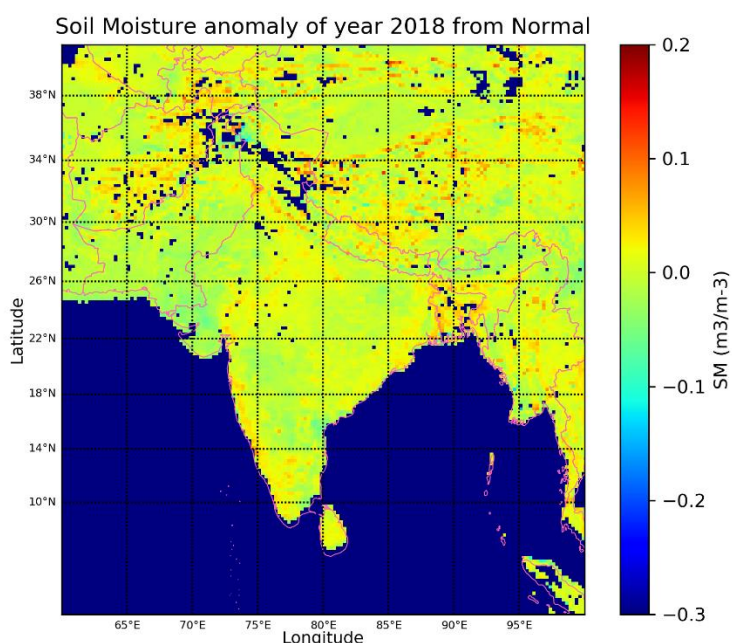 Soil Moisture anomaly of year 2018 from Normal
38°N
34°N
30°N
26°N
22°N
18°N
14°N
10°N
Latitude
65°E 70°E 75°E 80°E 85°E 90°E 95°E
Longitude
0.2
0.1
0.0
−0.1
−0.2
−0.3
SM (m3/m-3)